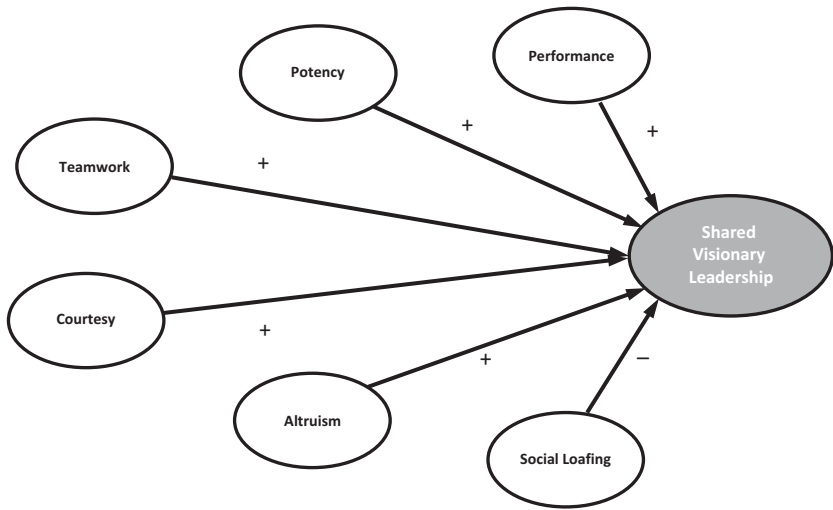 Performance
Potency
+
+
Teamwork
+
Shared
Visionary
Leadership
Courtesy
+
+
−
Altruism
Social Loafing